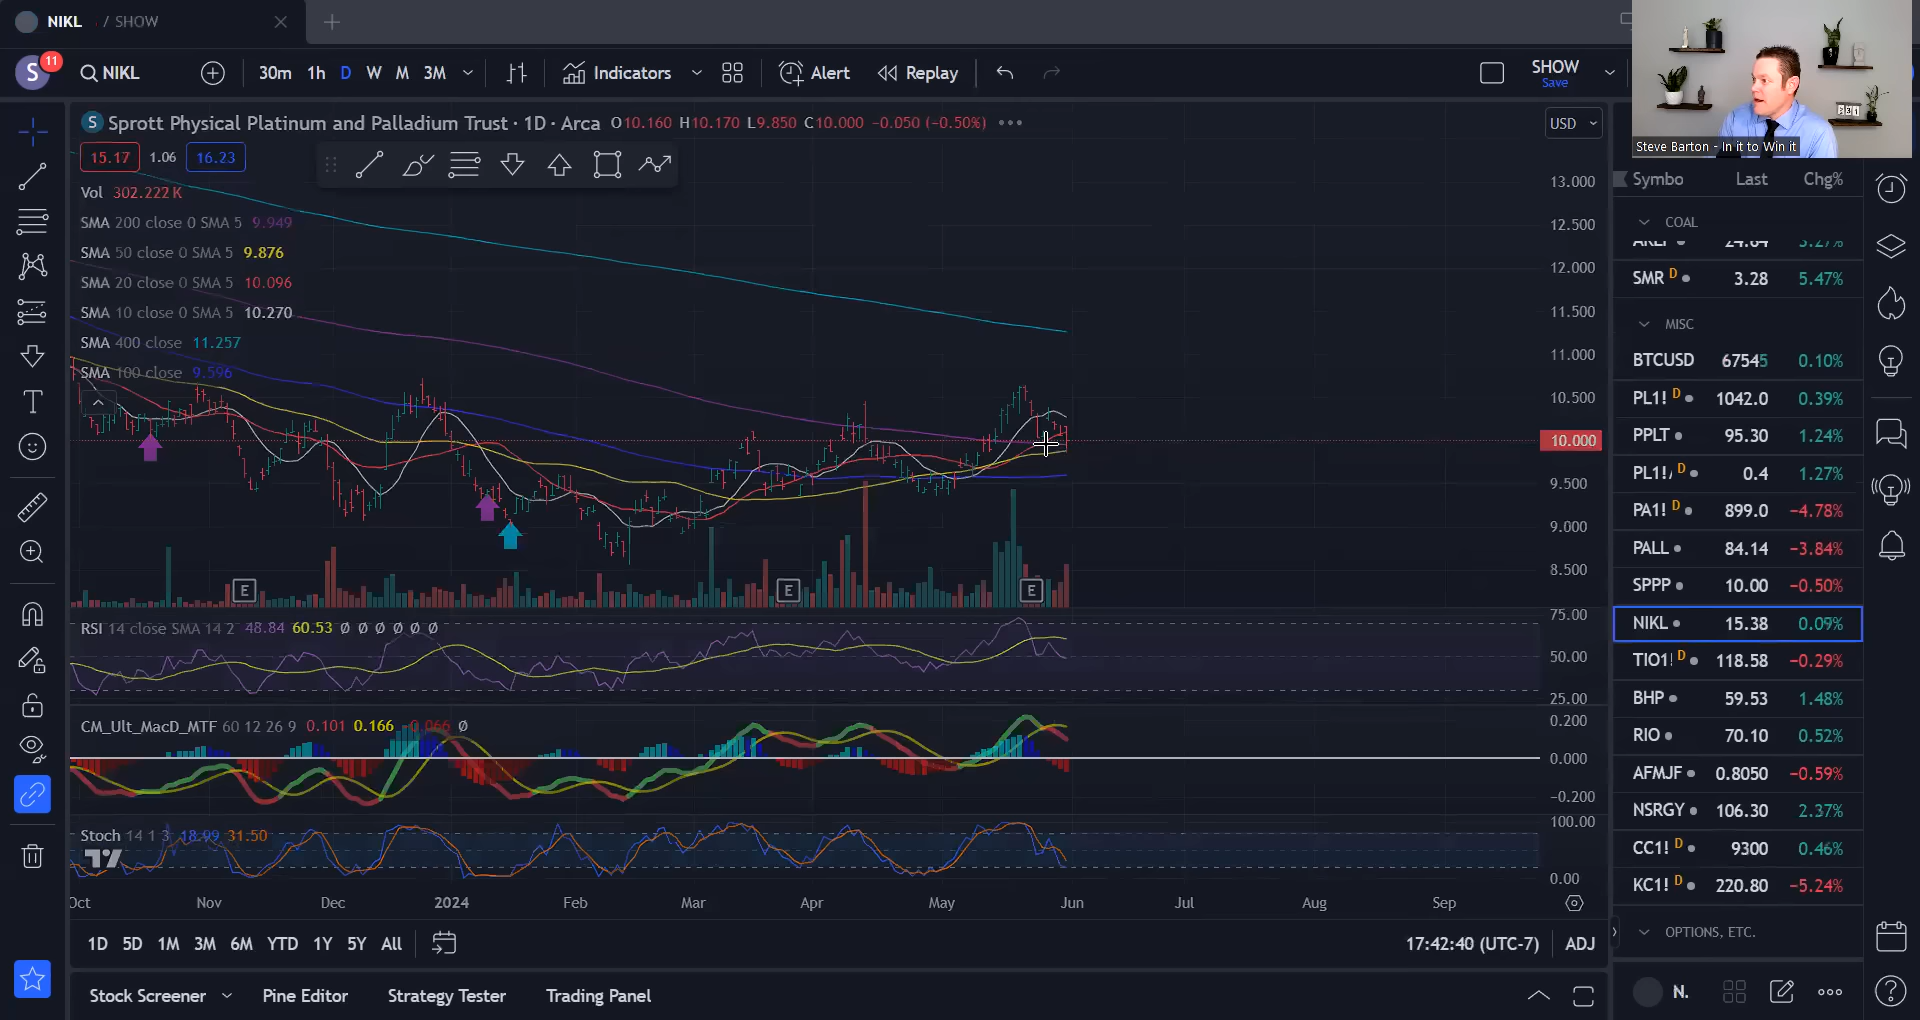 NIKL / SHOW
S 11 NIKL 30m 1h D W M 3M Indicators Alert Replay SHOW
Save
Steve Barton - In it to Win it
S Sprott Physical Platinum and Palladium Trust · 1D · Arca O10.160 H10.170 L9.850 C10.000 −0.050 (−0.50%) USD
15.17 1.06 16.23
Vol 302.222K
SMA 200 close 0 SMA 5 9.949
SMA 50 close 0 SMA 5 9.876
SMA 20 close 0 SMA 5 10.096
SMA 10 close 0 SMA 5 10.270
SMA 400 close 11.257
SMA 100 close 9.596
13.000
12.500
12.000
11.500
11.000
10.500
10.000
9.500
9.000
8.500
E E E
RSI 14 close SMA 14 2 48.84 60.53 Ø Ø Ø Ø Ø Ø
75.00
50.00
25.00
CM_Ult_MacD_MTF 60 12 26 9 0.101 0.166 −0.066 Ø
0.200
0.000
−0.200
Stoch 14 1 3 18.99 31.50
100.00
0.00
Oct Nov Dec 2024 Feb Mar Apr May Jun Jul Aug Sep
1D 5D 1M 3M 6M YTD 1Y 5Y All 17:42:40 (UTC-7) ADJ
Stock Screener Pine Editor Strategy Tester Trading Panel
Symbo Last Chg%
COAL
SMR D 3.28 5.47%
MISC
BTCUSD 67545 0.10%
PL1! D 1042.0 0.39%
PPLT 95.30 1.24%
PL1!/ D 0.4 1.27%
PA1! D 899.0 −4.78%
PALL 84.14 −3.84%
SPPP 10.00 −0.50%
NIKL 15.38 0.09%
TIO1! D 118.58 −0.29%
BHP 59.53 1.48%
RIO 70.10 0.52%
AFMJF 0.8050 −0.59%
NSRGY 106.30 2.37%
CC1! D 9300 0.46%
KC1! D 220.80 −5.24%
OPTIONS, ETC.
N.